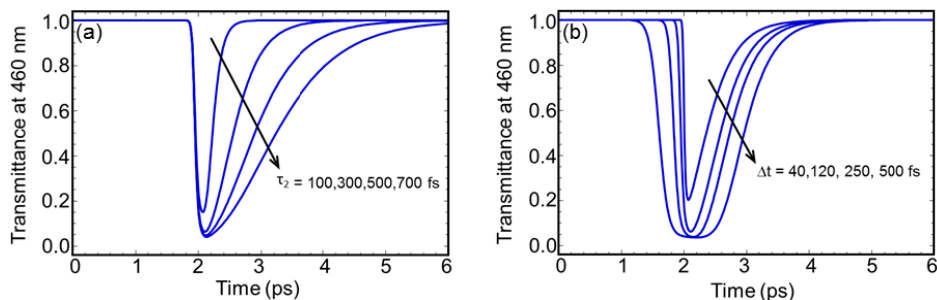 (a)
Transmittance at 460 nm
1.0
0.8
0.6
0.4
0.2
0.0
τ2 = 100,300,500,700 fs
0 1 2 3 4 5 6
Time (ps)
(b)
Transmittance at 460 nm
1.0
0.8
0.6
0.4
0.2
0.0
Δt = 40,120, 250, 500 fs
0 1 2 3 4 5 6
Time (ps)